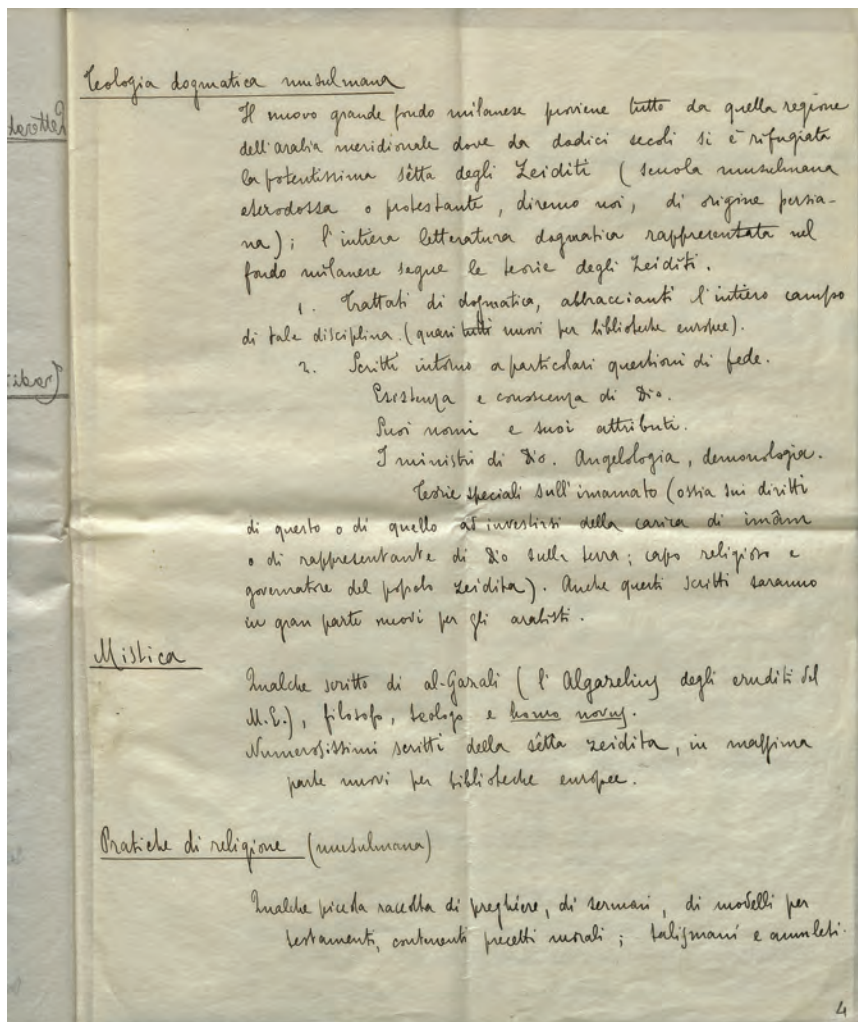 Teologia dogmatica musulmana
Il nuovo grande fondo milanese proviene tutto da quella regione
dell'arabia meridionale dove da dodici secoli si è rifugiata
la potentissima sêtta degli Zeiditi (scuola musulmana
eterodossa o protestante, diremo noi, di origine persia-
na); l'intiera letteratura dogmatica rappresentata nel
fondo milanese segue le teorie degli Zeiditi.
1. Trattati di dogmatica, abbraccianti l'intiero campo
di tale disciplina. (quasi tutti nuovi per biblioteche europee).
2. Scritti intorno a particolari questioni di fede.
Esistenza e conoscenza di Dio.
Suoi nomi e suoi attributi.
I ministri di Dio. Angelologia, demonologia.
Teorie speciali sull'imamato (ossia sui diritti
di questo o di quello ad investirsi della carica di imâm
o di rappresentante di Dio sulla terra; capo religioso e
governatore del popolo zeidita). Anche questi scritti saranno
in gran parte nuovi per gli arabisti.
Mistica
Qualche scritto di al-Gazali (l'Algazelius degli eruditi del
M.E.), filosofo, teologo e homo novus.
Numerosissimi scritti della sêtta zeidita, in massima
parte nuovi per biblioteche europee.
Pratiche di religione (musulmana)
Qualche piccola raccolta di preghiere, di sermoni, di modelli per
testamenti, contenenti precetti morali; talismani e amuleti.
4